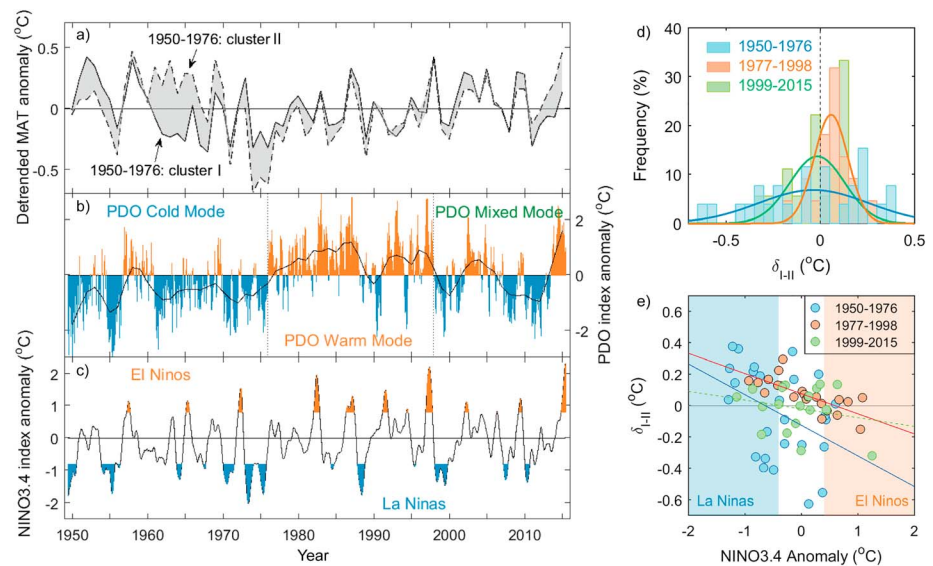 a)
Detrended MAT anomaly (°C)
0.5
0
-0.5
1950-1976: cluster II
1950-1976: cluster I
b)
PDO Cold Mode
PDO Mixed Mode
PDO Warm Mode
PDO index anomaly (°C)
2
0
-2
c)
El Ninos
La Ninas
NINO3.4 index anomaly (°C)
2
1
0
-1
-2
1950 1960 1970 1980 1990 2000 2010
Year
d)
Frequency (%)
40
30
20
10
0
1950-1976
1977-1998
1999-2015
-0.5 0 0.5
δI-II (°C)
e)
δI-II (°C)
0.6
0.4
0.2
0
-0.2
-0.4
-0.6
1950-1976
1977-1998
1999-2015
La Ninas
El Ninos
-2 -1 0 1 2
NINO3.4 Anomaly (°C)